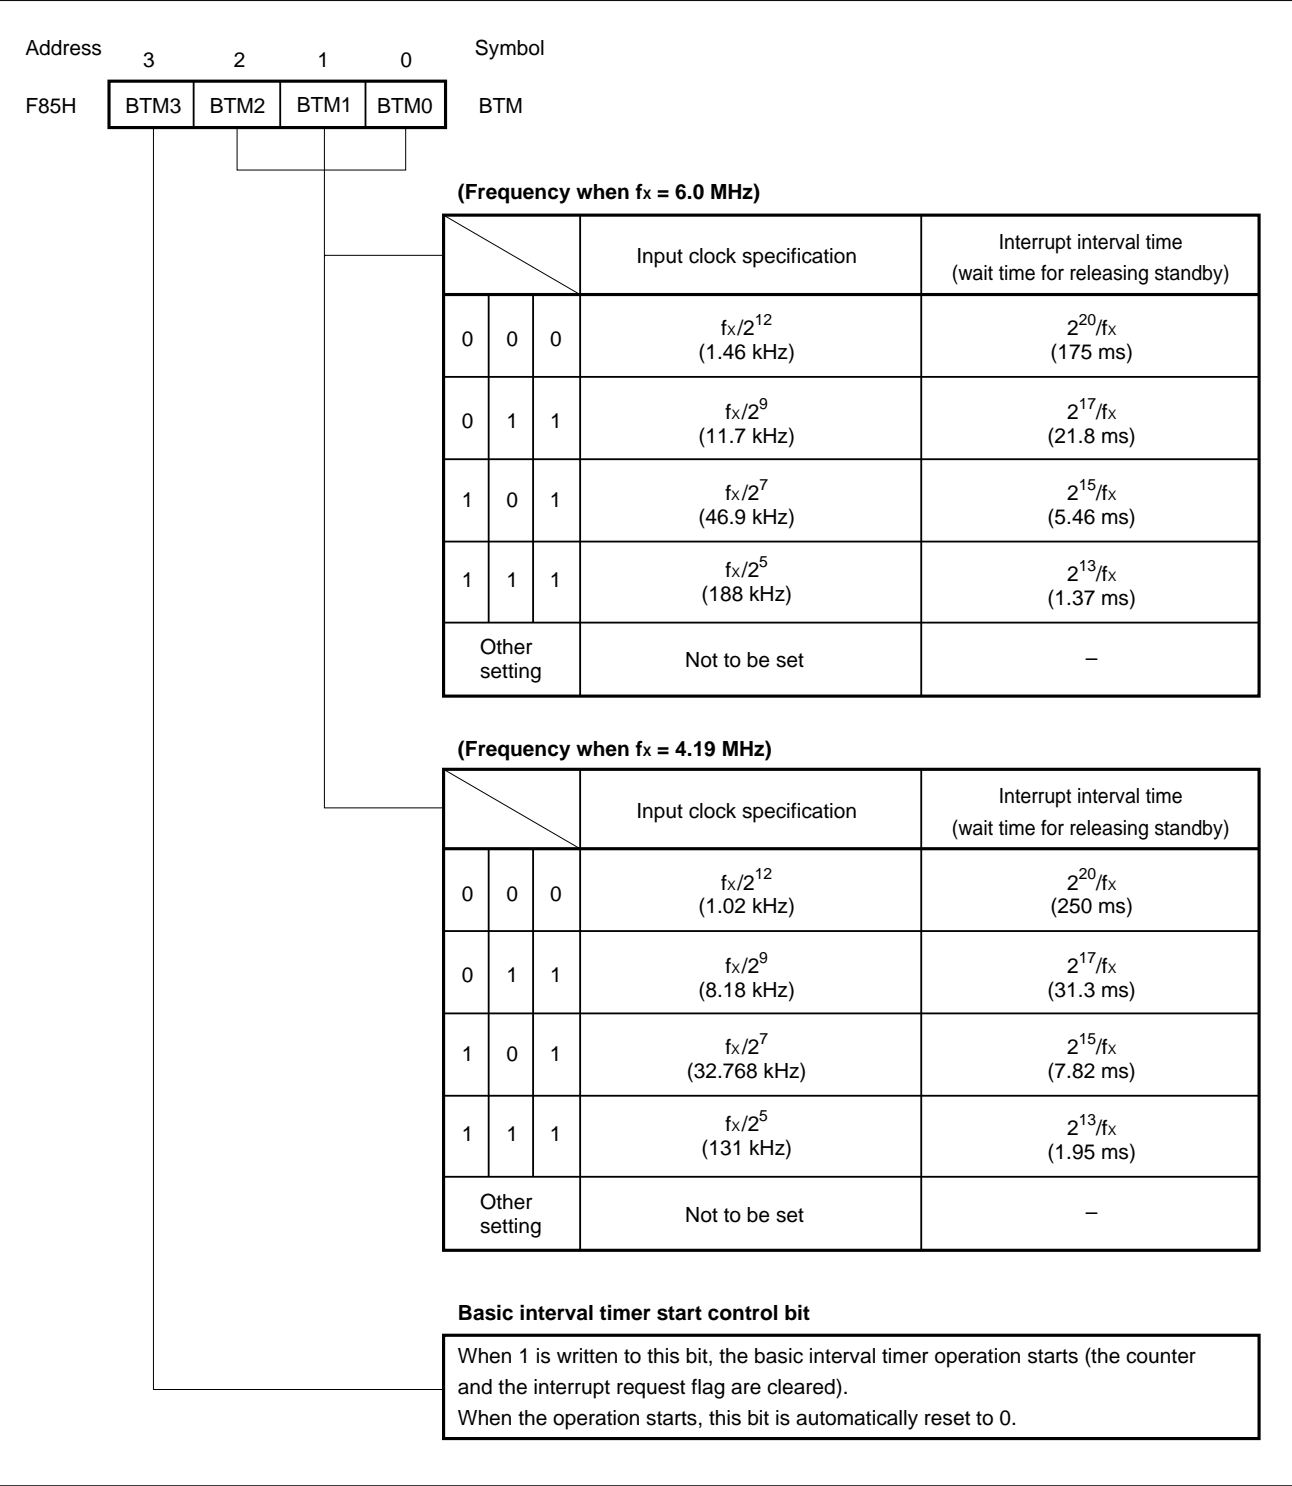 Address 3 2 1 0 Symbol
F85H BTM3 BTM2 BTM1 BTM0 BTM
(Frequency when fx = 6.0 MHz)
Input clock specification
Interrupt interval time
(wait time for releasing standby)
0 0 0 fx/2^12 2^20/fx
(1.46 kHz) (175 ms)
0 1 1 fx/2^9 2^17/fx
(11.7 kHz) (21.8 ms)
1 0 1 fx/2^7 2^15/fx
(46.9 kHz) (5.46 ms)
1 1 1 fx/2^5 2^13/fx
(188 kHz) (1.37 ms)
Other
setting
Not to be set –
(Frequency when fx = 4.19 MHz)
Input clock specification
Interrupt interval time
(wait time for releasing standby)
0 0 0 fx/2^12 2^20/fx
(1.02 kHz) (250 ms)
0 1 1 fx/2^9 2^17/fx
(8.18 kHz) (31.3 ms)
1 0 1 fx/2^7 2^15/fx
(32.768 kHz) (7.82 ms)
1 1 1 fx/2^5 2^13/fx
(131 kHz) (1.95 ms)
Other
setting
Not to be set –
Basic interval timer start control bit
When 1 is written to this bit, the basic interval timer operation starts (the counter
and the interrupt request flag are cleared).
When the operation starts, this bit is automatically reset to 0.